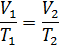 V₁/T₁ = V₂/T₂